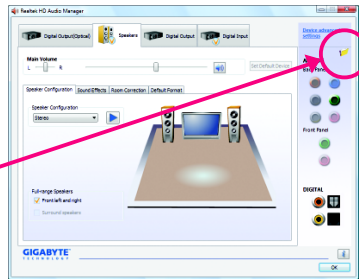 Realtek HD Audio Manager
Digital Output(Optical)
Speakers
Digital Output
Digital Input
Device advanced settings
Main Volume
L
R
Set Default Device
Speaker Configuration
Sound Effects
Room Correction
Default Format
Speaker Configuration
Stereo
Full-range Speakers
Front left and right
Surround speakers
Back Panel
Front Panel
DIGITAL
GIGABYTE
TECHNOLOGY
OK